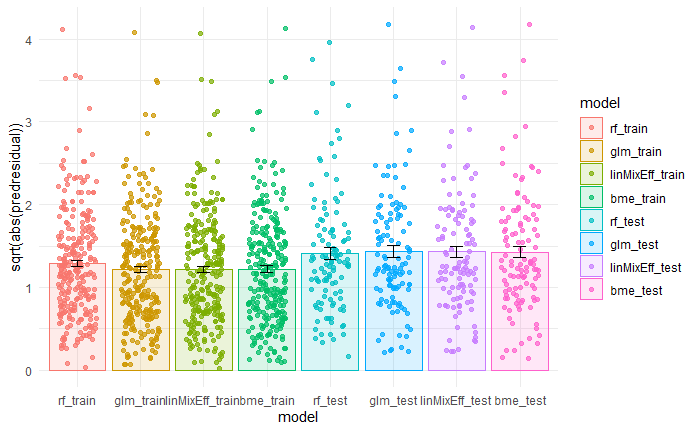 4
3
2
1
0
sqrt(abs(predresidual))
rf_train glm_train linMixEff_train bme_train rf_test glm_test linMixEff_test bme_test
model
model
rf_train
glm_train
linMixEff_train
bme_train
rf_test
glm_test
linMixEff_test
bme_test